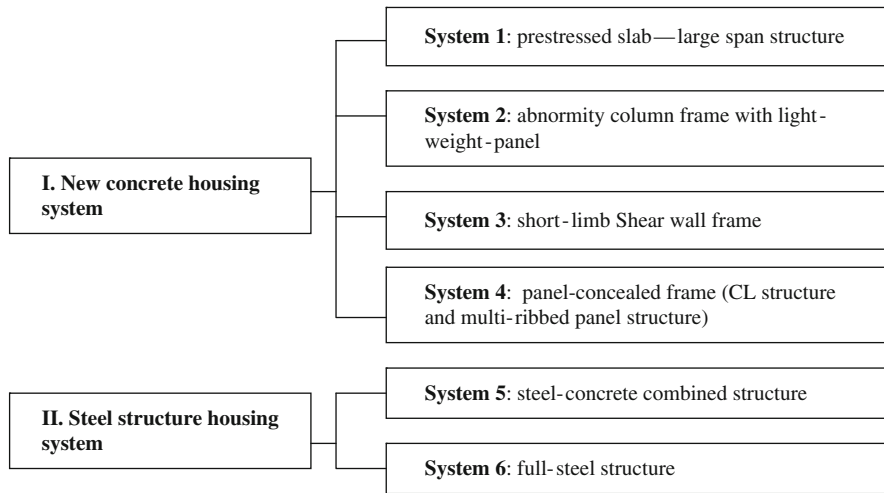 System 1: prestressed slab—large span structure
System 2: abnormity column frame with light-
weight-panel
I. New concrete housing
system
System 3: short-limb Shear wall frame
System 4: panel-concealed frame (CL structure
and multi-ribbed panel structure)
II. Steel structure housing
system
System 5: steel-concrete combined structure
System 6: full-steel structure